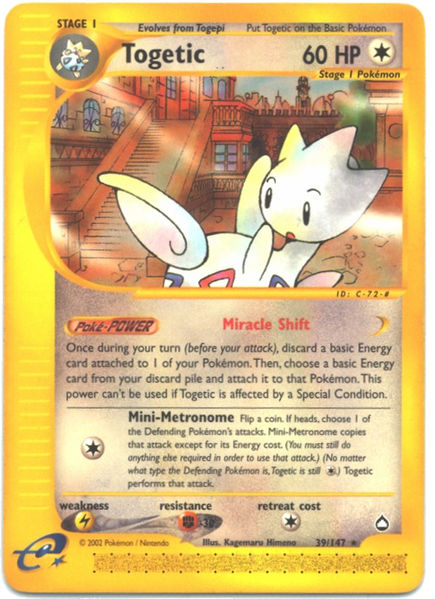 STAGE 1
Evolves from Togepi
Put Togetic on the Basic Pokémon
Togetic
60 HP
Stage 1 Pokémon
ID: C-72-#
Poké-POWER
Miracle Shift
Once during your turn (before your attack), discard a basic Energy
card attached to 1 of your Pokémon. Then, choose a basic Energy
card from your discard pile and attach it to that Pokémon. This
power can't be used if Togetic is affected by a Special Condition.
Mini-Metronome Flip a coin. If heads, choose 1 of
the Defending Pokémon's attacks. Mini-Metronome copies
that attack except for its Energy cost. (You must still do
anything else required in order to use that attack.) (No matter
what type the Defending Pokémon is, Togetic is still .) Togetic
performs that attack.
weakness
resistance
retreat cost
-30
© 2002 Pokémon / Nintendo
Illus. Kagemaru Himeno
39/147 ★
e